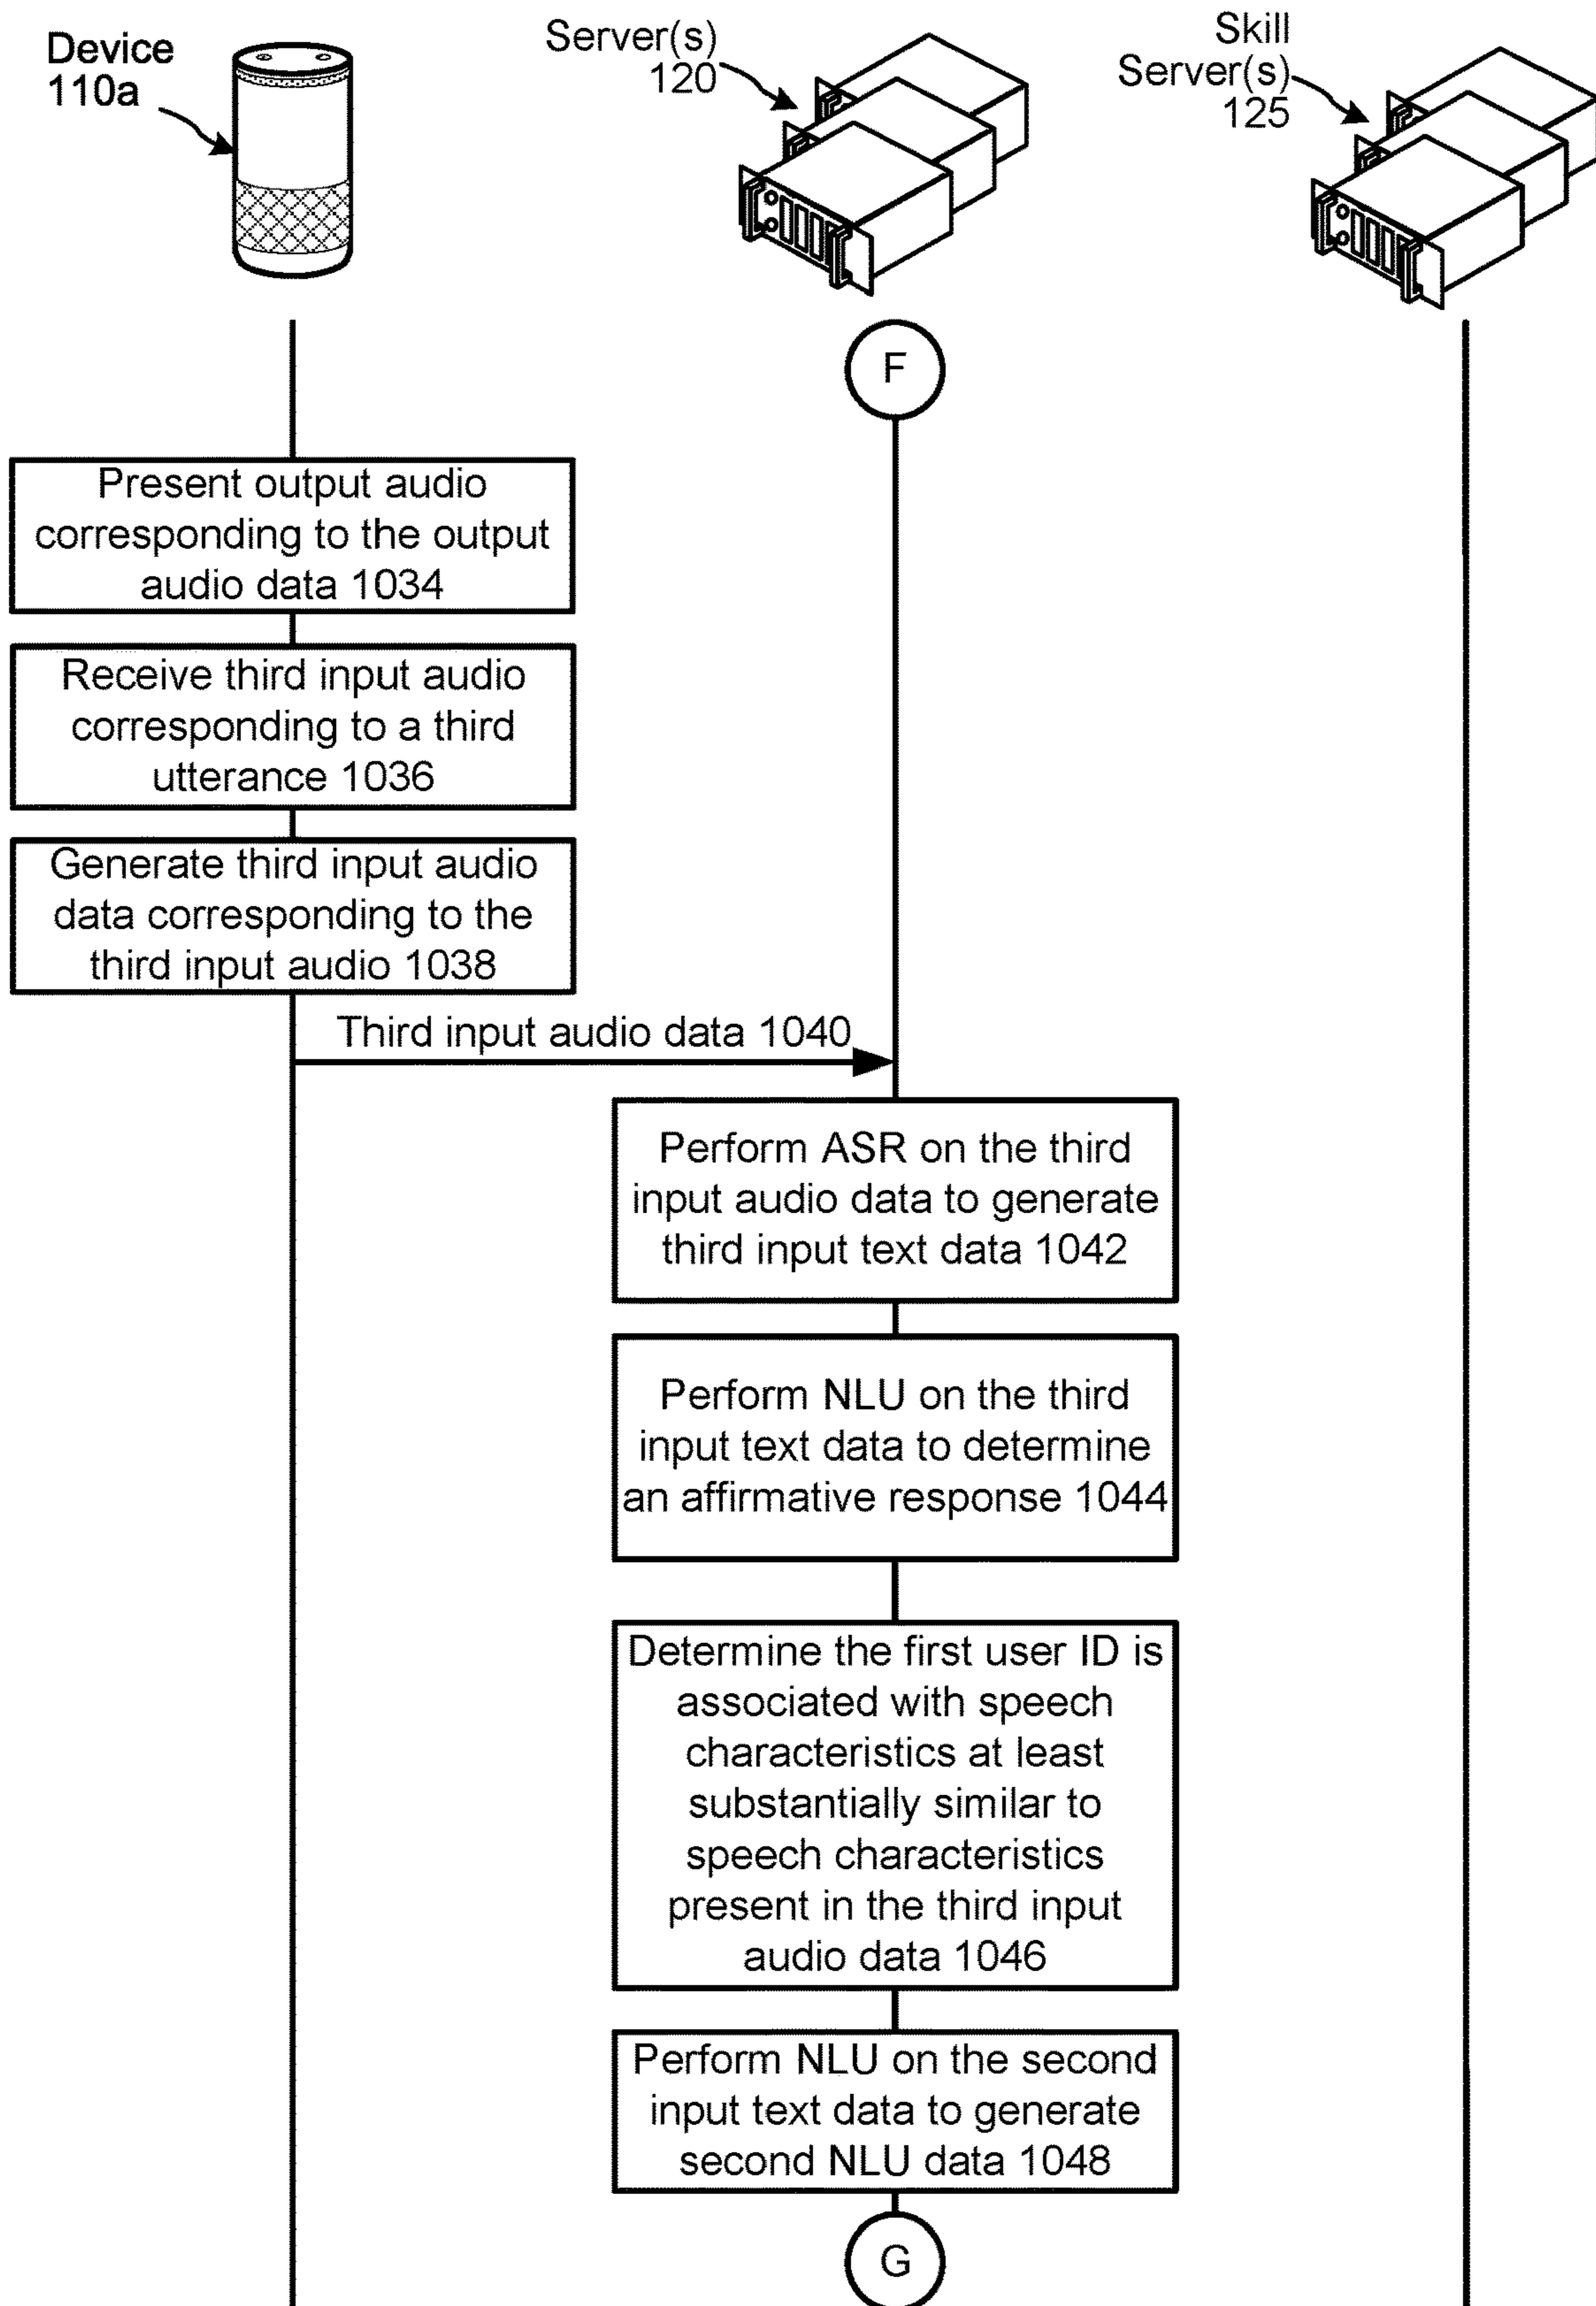 Device
110a
Server(s)
120
Skill
Server(s)
125
F
Present output audio
corresponding to the output
audio data 1034
Receive third input audio
corresponding to a third
utterance 1036
Generate third input audio
data corresponding to the
third input audio 1038
Third input audio data 1040
Perform ASR on the third
input audio data to generate
third input text data 1042
Perform NLU on the third
input text data to determine
an affirmative response 1044
Determine the first user ID is
associated with speech
characteristics at least
substantially similar to
speech characteristics
present in the third input
audio data 1046
Perform NLU on the second
input text data to generate
second NLU data 1048
G